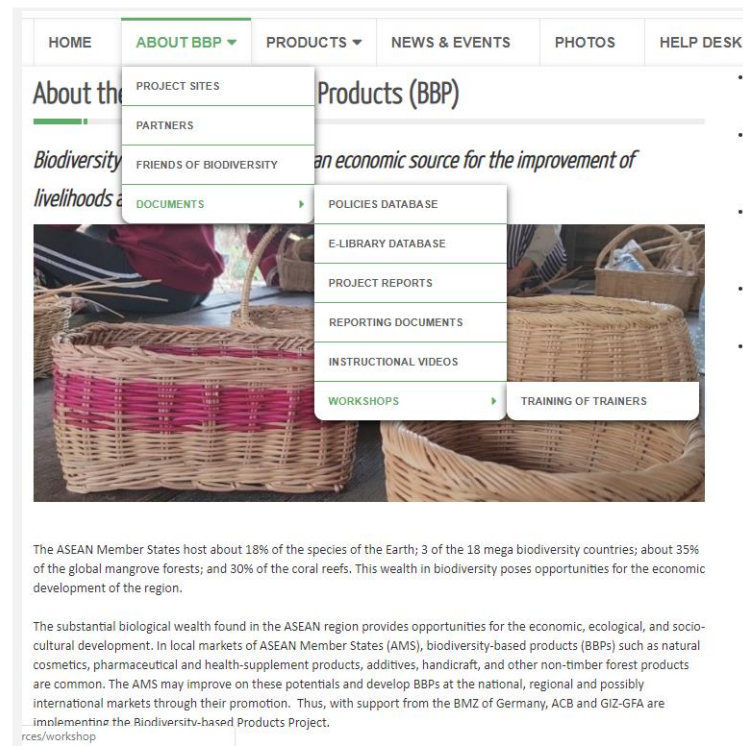 HOME
ABOUT BBP
PRODUCTS
NEWS & EVENTS
PHOTOS
HELP DESK
About the
Products (BBP)
PROJECT SITES
PARTNERS
FRIENDS OF BIODIVERSITY
DOCUMENTS
Biodiversity
an economic source for the improvement of
livelihoods
POLICIES DATABASE
E-LIBRARY DATABASE
PROJECT REPORTS
REPORTING DOCUMENTS
INSTRUCTIONAL VIDEOS
WORKSHOPS
TRAINING OF TRAINERS
The ASEAN Member States host about 18% of the species of the Earth; 3 of the 18 mega biodiversity countries; about 35%
of the global mangrove forests; and 30% of the coral reefs. This wealth in biodiversity poses opportunities for the economic
development of the region.
The substantial biological wealth found in the ASEAN region provides opportunities for the economic, ecological, and socio-
cultural development. In local markets of ASEAN Member States (AMS), biodiversity-based products (BBPs) such as natural
cosmetics, pharmaceutical and health-supplement products, additives, handicraft, and other non-timber forest products
are common. The AMS may improve on these potentials and develop BBPs at the national, regional and possibly
international markets through their promotion. Thus, with support from the BMZ of Germany, ACB and GIZ-GFA are
implementing the Biodiversity-based Products Project.
rces/workshop